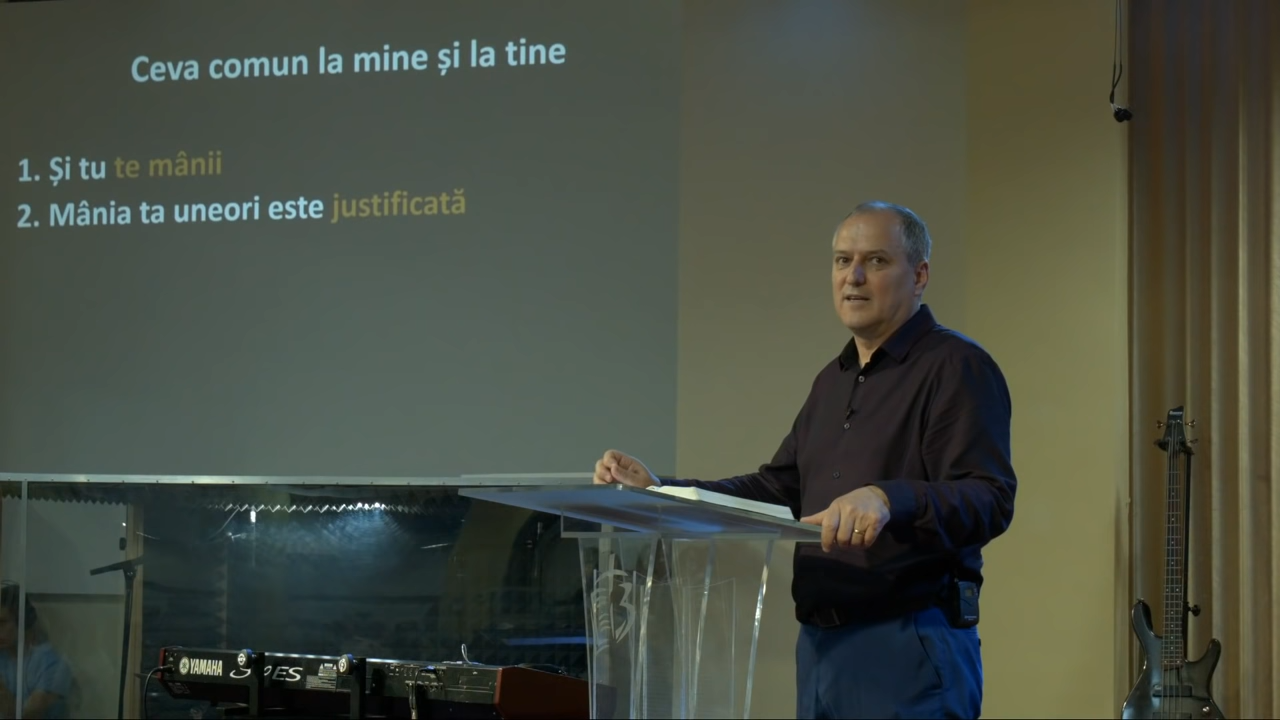 Ceva comun la mine și la tine
1. Și tu te mânii
2. Mânia ta uneori este justificată
YAMAHA